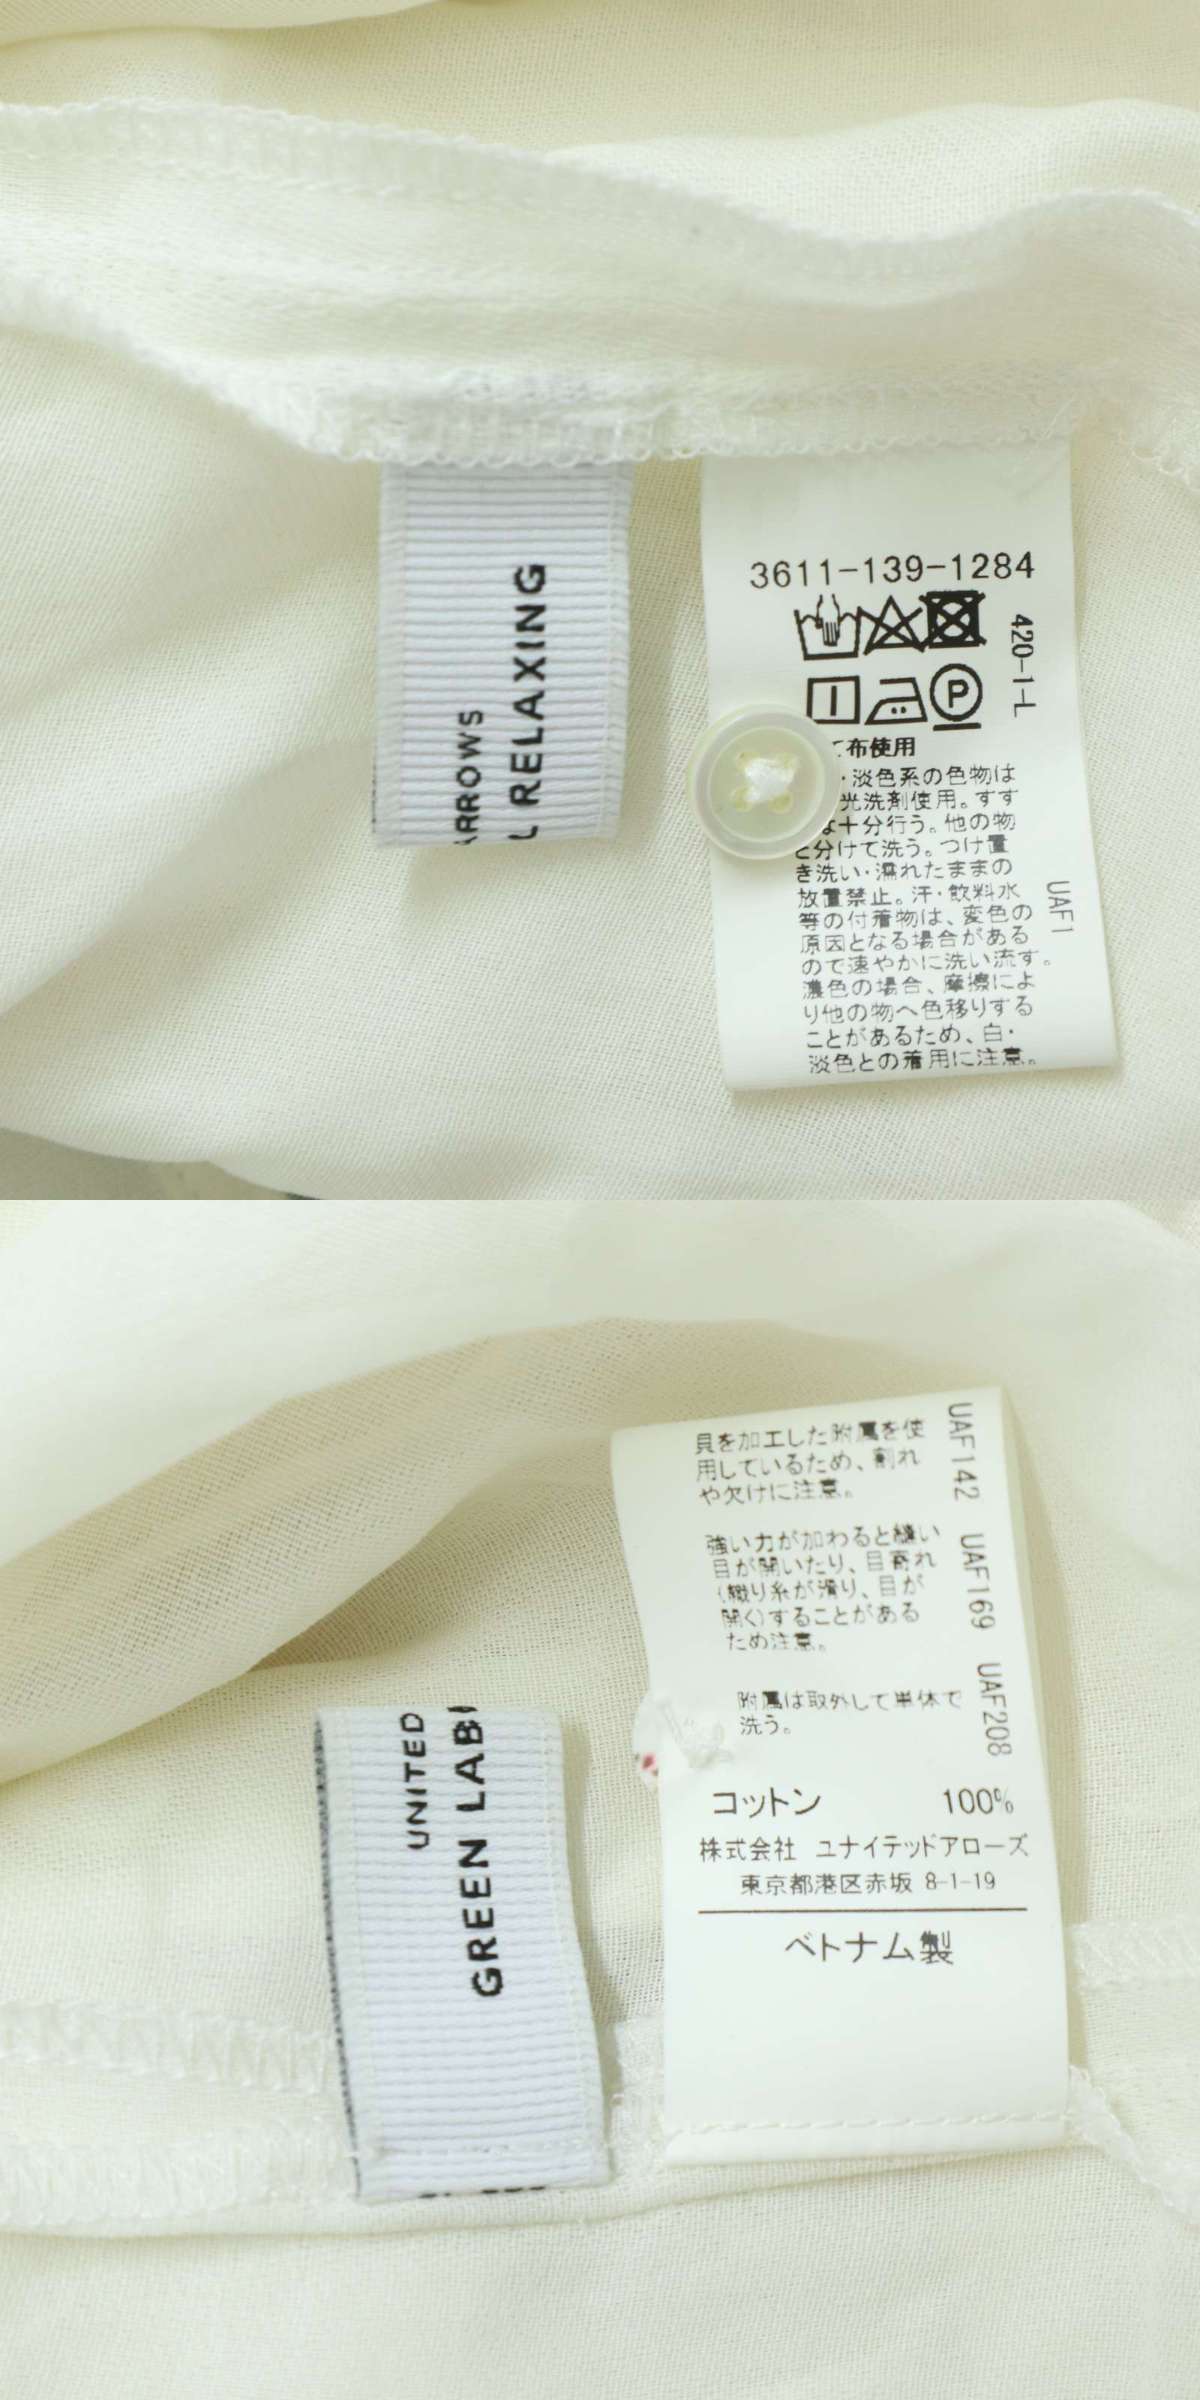 ARROWS
RELAXING
3611-139-1284
420-1-L
て布使用
・淡色系の色物は
光洗剤使用。すす
十分行う。他の物
と分けて洗う。つけ置
き洗い・濡れたままの
放置禁止。汗・飲料水
等の付着物は、変色の
原因となる場合がある
ので速やかに洗い流す。
濃色の場合、摩擦によ
り他の物へ色移りする
ことがあるため、白・
淡色との着用に注意。
UAF1
貝を加工した附属を使
用しているため、割れ
や欠けに注意。
UAF142
強い力が加わると縫い
目が開いたり、目寄れ
(織り糸が滑り、目が
開く)することがある
ため注意。
UAF169
附属は取外して単体で
洗う。
UAF208
コットン 100%
株式会社 ユナイテッドアローズ
東京都港区赤坂 8-1-19
ベトナム製
UNITED
GREEN LAB